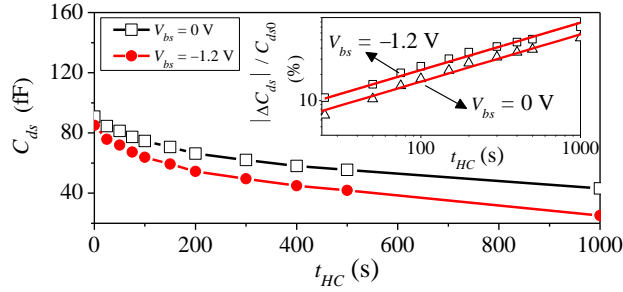 160
120
80
40
C_ds (fF)
0
200
400
600
800
1000
t_HC (s)
V_bs = 0 V
V_bs = −1.2 V
|ΔC_ds| / C_ds0
(%)
10
100
1000
t_HC (s)
V_bs = −1.2 V
V_bs = 0 V